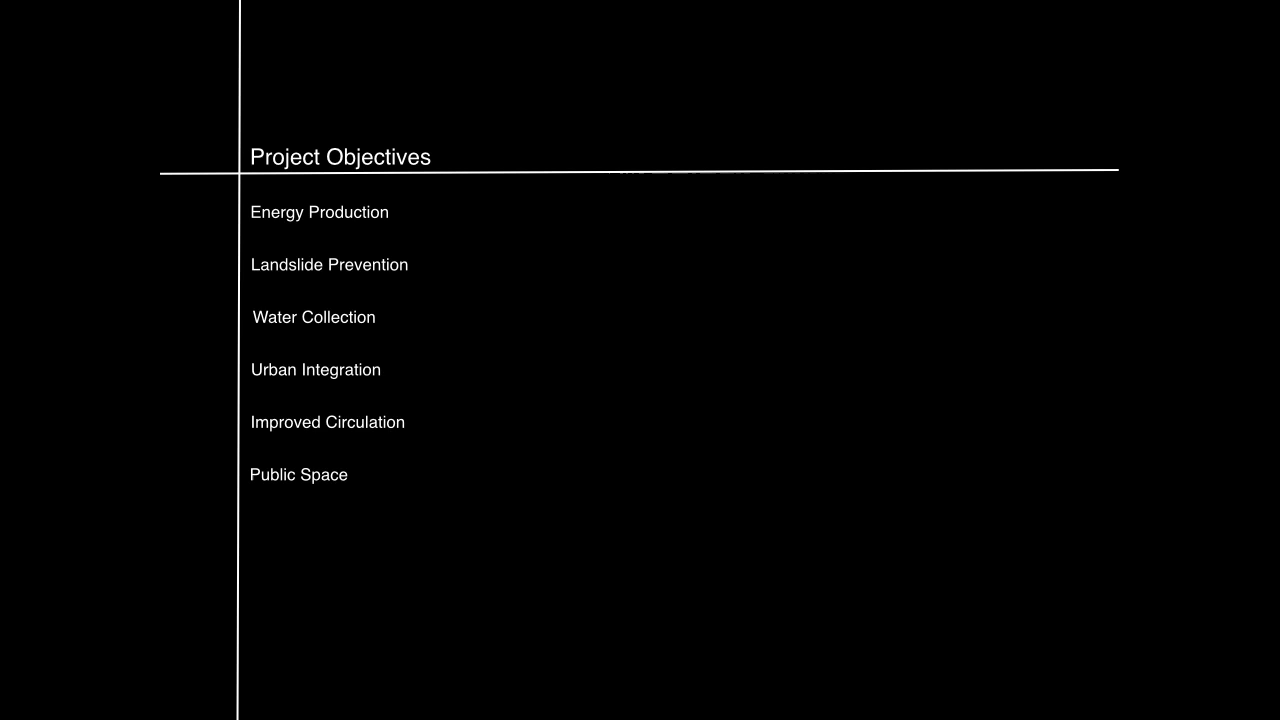 Project Objectives
Energy Production
Landslide Prevention
Water Collection
Urban Integration
Improved Circulation
Public Space